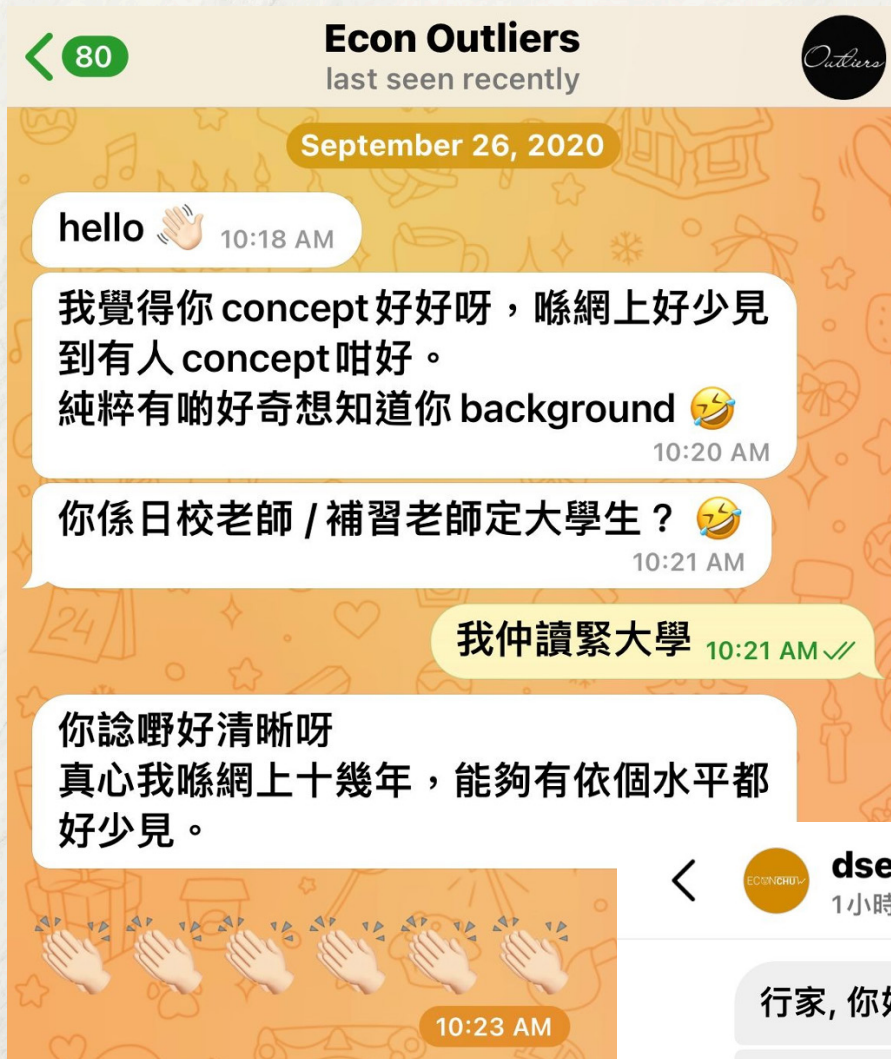 80
Econ Outliers
last seen recently
Outliers
September 26, 2020
hello 👋🏻 10:18 AM
我覺得你concept好好呀，喺網上好少見
到有人concept咁好。
純粹有啲好奇想知道你background 🤣
10:20 AM
你係日校老師 / 補習老師定大學生？ 🤣
10:21 AM
我仲讀緊大學 10:21 AM
你諗嘢好清晰呀
真心我喺網上十幾年，能夠有依個水平都
好少見。
👏🏻👏🏻👏🏻👏🏻👏🏻👏🏻
10:23 AM
ECONCHU
dse
1小時
行家, 你好